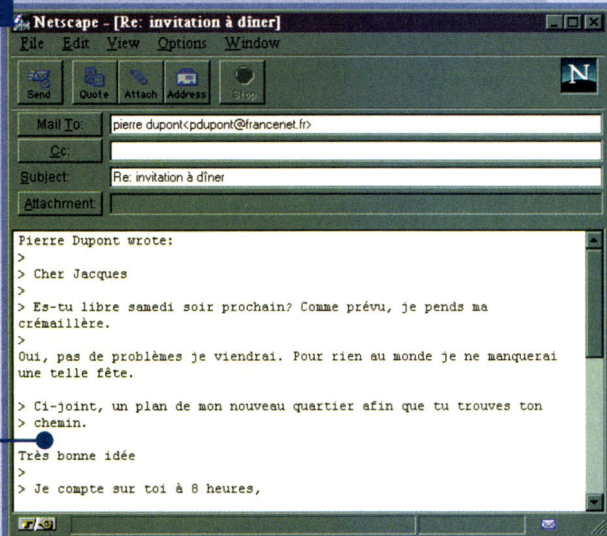 Netscape - [Re: invitation à dîner]
File Edit View Options Window
Send Quote Attach Address Stop
N
Mail To: pierre dupont<pdupont@francenet.fr>
Cc:
Subject: Re: invitation à dîner
Attachment:
Pierre Dupont wrote:
>
> Cher Jacques
>
> Es-tu libre samedi soir prochain? Comme prévu, je pends ma
crémaillère.
>
Oui, pas de problèmes je viendrai. Pour rien au monde je ne manquerai
une telle fête.
> Ci-joint, un plan de mon nouveau quartier afin que tu trouves ton
> chemin.
Très bonne idée
>
> Je compte sur toi à 8 heures,